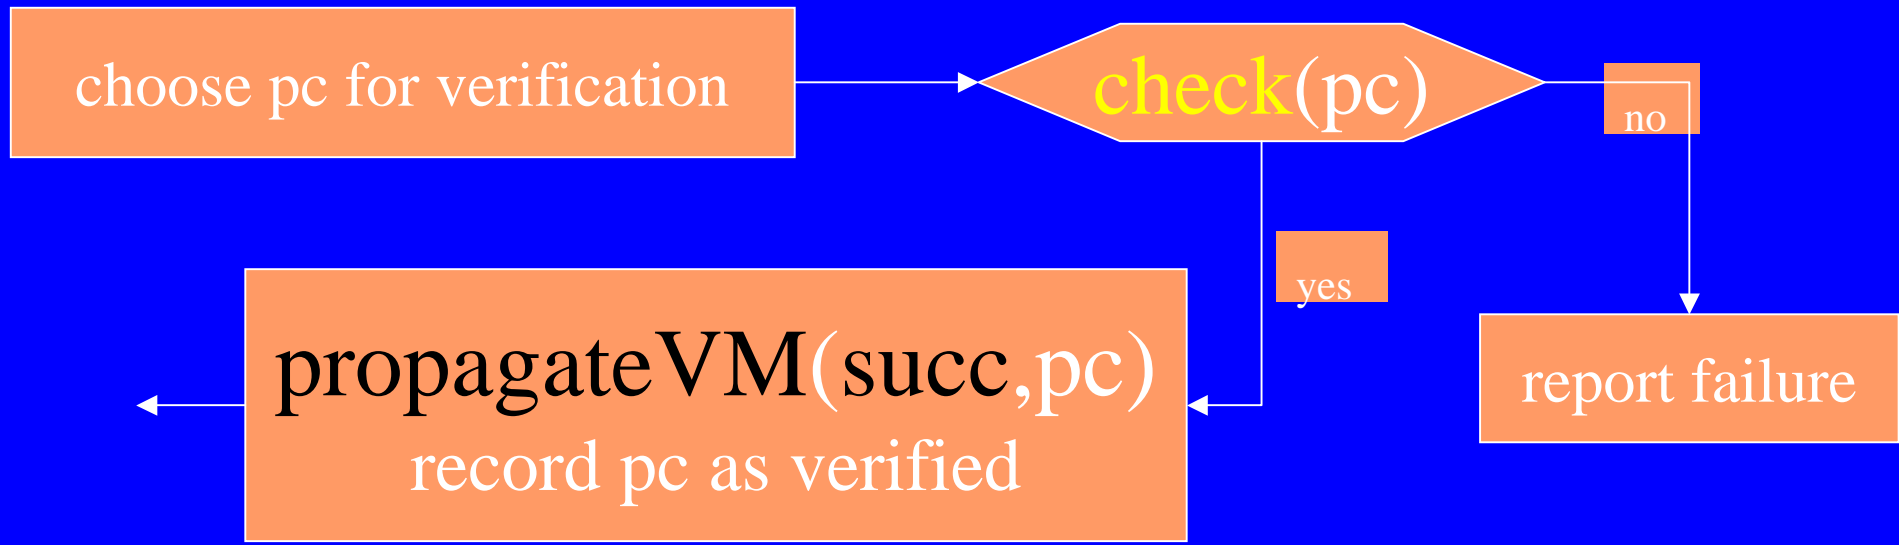 choose pc for verification
check(pc)
no
yes
propagateVM(succ,pc)
record pc as verified
report failure